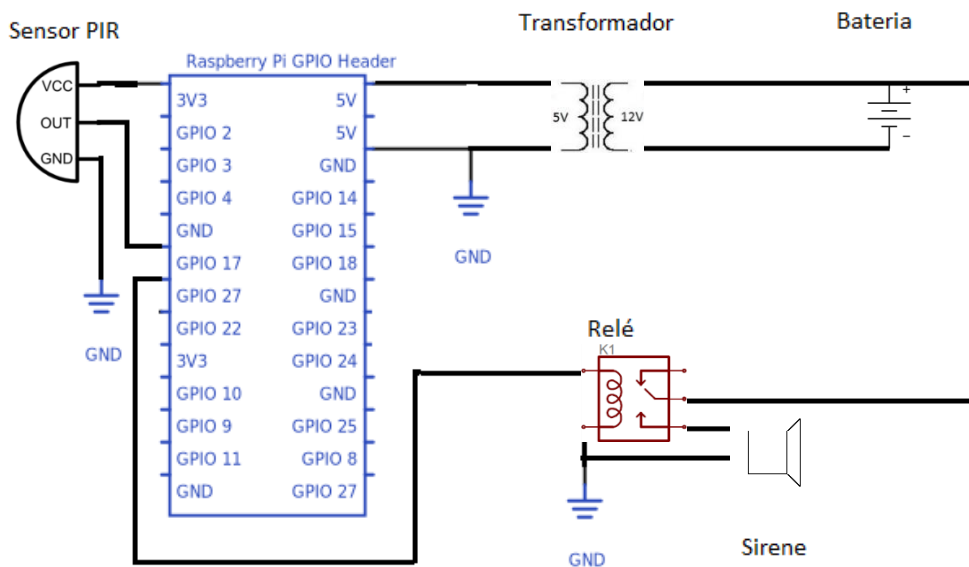 Sensor PIR
Transformador
Bateria
Raspberry Pi GPIO Header
VCC
OUT
GND
3V3
5V
GPIO 2
5V
GPIO 3
GND
GPIO 4
GPIO 14
GND
GPIO 15
GPIO 17
GPIO 18
GPIO 27
GND
GPIO 22
GPIO 23
3V3
GPIO 24
GPIO 10
GND
GPIO 9
GPIO 25
GPIO 11
GPIO 8
GND
GPIO 27
5V
12V
+
−
GND
GND
Relé
K1
GND
Sirene